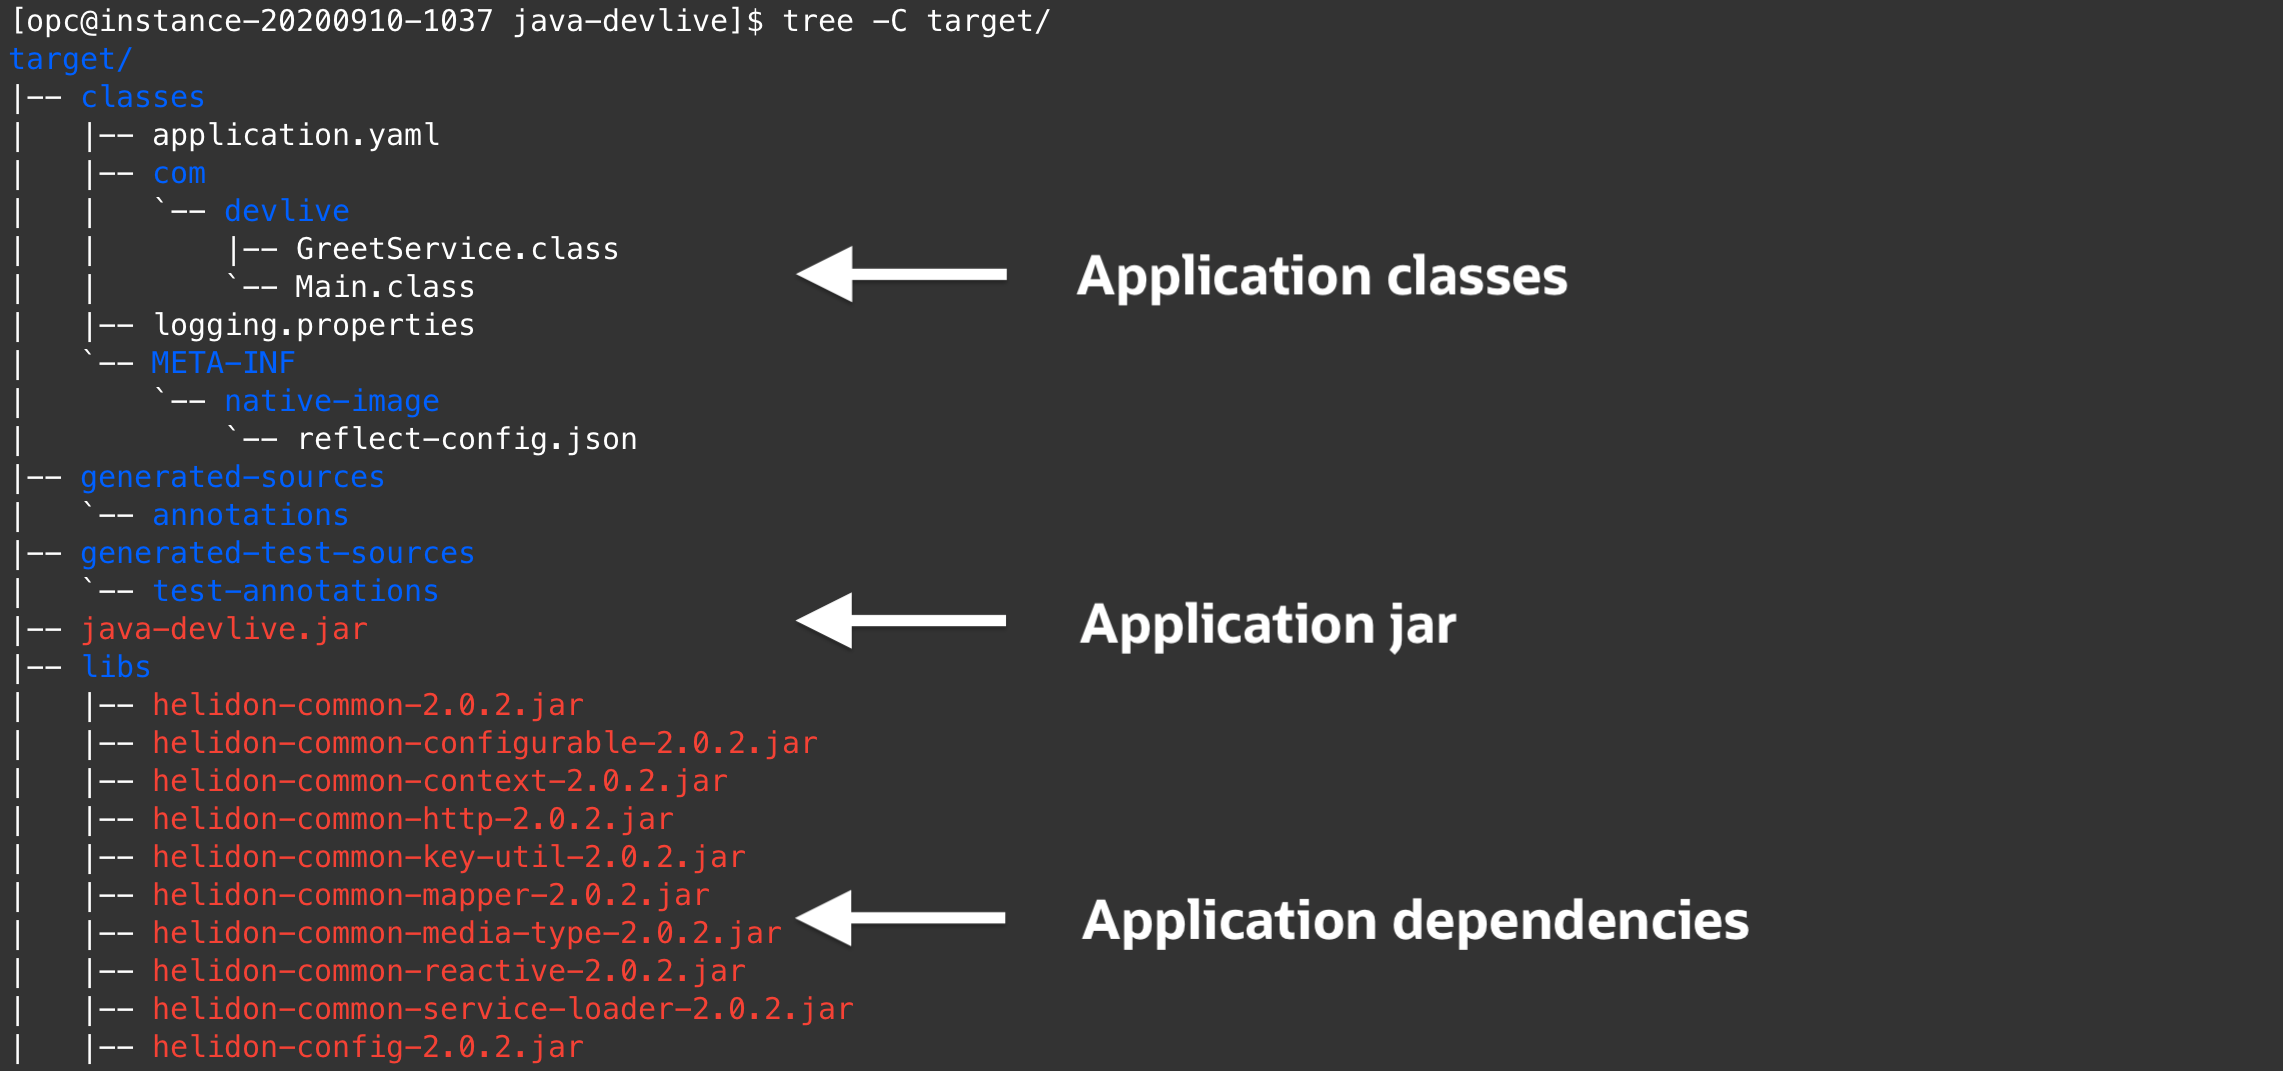 [opc@instance-20200910-1037 java-devlive]$ tree -C target/
target/
|-- classes
|   |-- application.yaml
|   |-- com
|   |   `-- devlive
|   |       |-- GreetService.class
|   |       `-- Main.class
Application classes
|   |-- logging.properties
|   `-- META-INF
|       `-- native-image
|           `-- reflect-config.json
|-- generated-sources
|   `-- annotations
|-- generated-test-sources
|   `-- test-annotations
|-- java-devlive.jar
Application jar
|-- libs
|   |-- helidon-common-2.0.2.jar
|   |-- helidon-common-configurable-2.0.2.jar
|   |-- helidon-common-context-2.0.2.jar
|   |-- helidon-common-http-2.0.2.jar
|   |-- helidon-common-key-util-2.0.2.jar
|   |-- helidon-common-mapper-2.0.2.jar
|   |-- helidon-common-media-type-2.0.2.jar
Application dependencies
|   |-- helidon-common-reactive-2.0.2.jar
|   |-- helidon-common-service-loader-2.0.2.jar
|   |-- helidon-config-2.0.2.jar